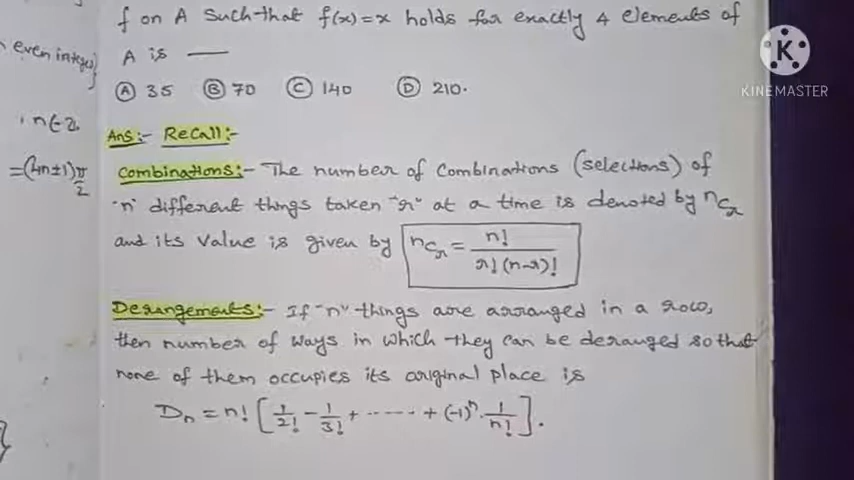 f on A such that f(x)=x holds for exactly 4 elements of
A is —
Ⓐ 35 Ⓑ 70 Ⓒ 140 Ⓓ 210.
Ans:- Recall:-
Combinations:- The number of combinations (selections) of
"n" different things taken "r" at a time is denoted by nCr
and its value is given by nCr = n! / r!(n-r)!
Derangements:- If "n" things are arranged in a row,
then number of ways in which they can be deranged so that
none of them occupies its original place is
Dn = n! [1/2! - 1/3! + ...... + (-1)^n . 1/n!].
even integer}
=(4n±1)π/2
K
KINEMASTER